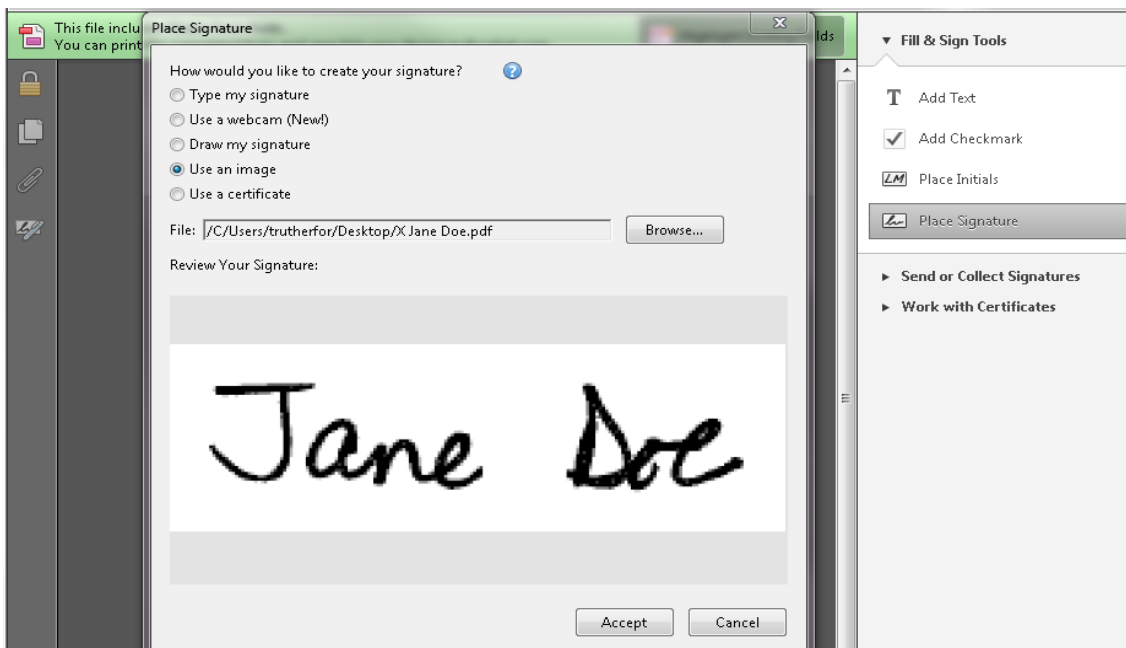 This file inclu
You can print
lds
Place Signature
How would you like to create your signature?
Type my signature
Use a webcam (New!)
Draw my signature
Use an image
Use a certificate
File: /C/Users/trutherfor/Desktop/X Jane Doe.pdf
Browse...
Review Your Signature:
Jane Doe
Accept
Cancel
Fill & Sign Tools
T Add Text
Add Checkmark
LM Place Initials
Place Signature
Send or Collect Signatures
Work with Certificates